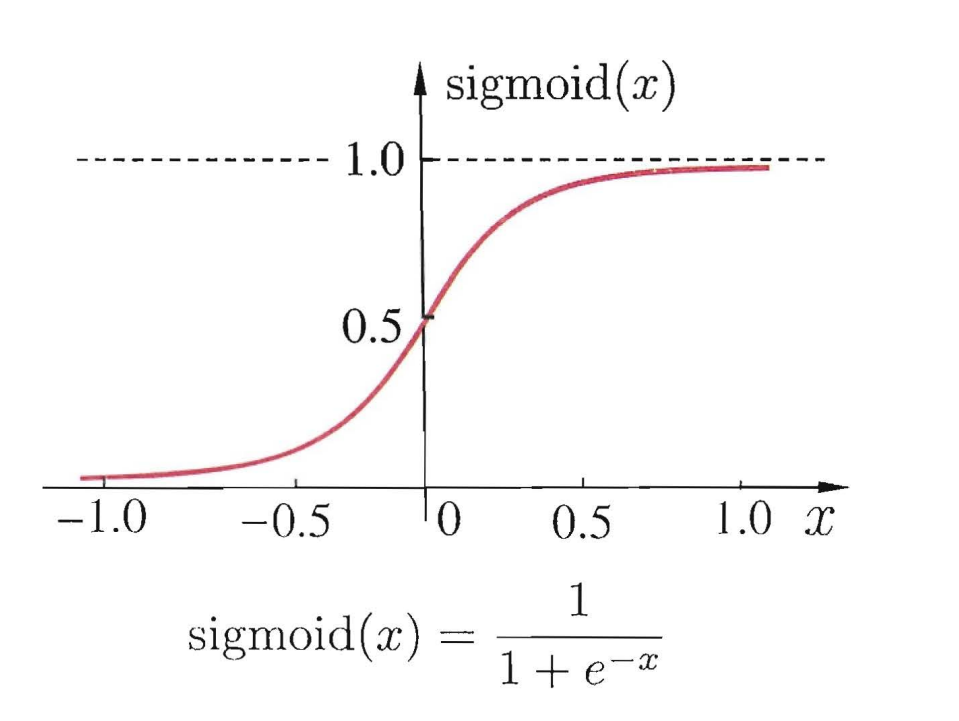 sigmoid(x)
1.0
0.5
−1.0 −0.5 0 0.5 1.0 x
sigmoid(x) = 1 / (1 + e^{−x})